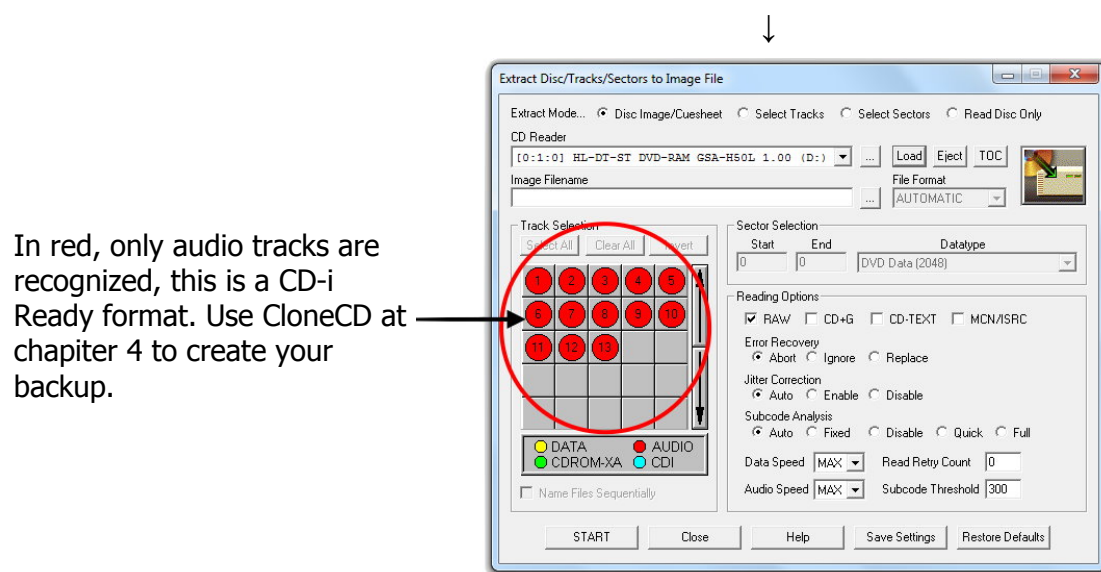 ↓
Extract Disc/Tracks/Sectors to Image File
Extract Mode... Disc Image/Cuesheet Select Tracks Select Sectors Read Disc Only
CD Reader
[0:1:0] HL-DT-ST DVD-RAM GSA-H50L 1.00 (D:) ... Load Eject TOC
Image Filename File Format
... AUTOMATIC
Track Selection
Select All Clear All Invert
1 2 3 4 5
6 7 8 9 10
11 12 13
DATA AUDIO
CDROM-XA CDI
Name Files Sequentially
Sector Selection
Start End Datatype
0 0 DVD Data (2048)
Reading Options
RAW CD+G CD-TEXT MCN/ISRC
Error Recovery
Abort Ignore Replace
Jitter Correction
Auto Enable Disable
Subcode Analysis
Auto Fixed Disable Quick Full
Data Speed MAX Read Retry Count 0
Audio Speed MAX Subcode Threshold 300
START Close Help Save Settings Restore Defaults
In red, only audio tracks are
recognized, this is a CD-i
Ready format. Use CloneCD at
chapiter 4 to create your
backup.